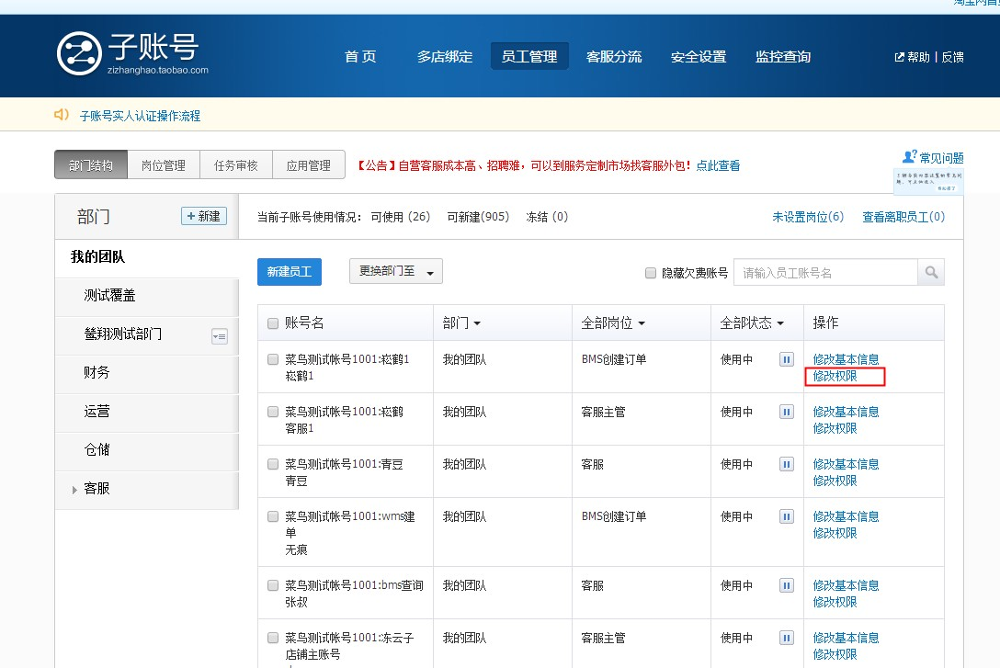 子账号
zizhanghao.taobao.com
首页 多店绑定 员工管理 客服分流 安全设置 监控查询
帮助 | 反馈
子账号实人认证操作流程
部门结构 岗位管理 任务审核 应用管理
【公告】自营客服成本高、招聘难，可以到服务定制市场找客服外包！点此查看
常见问题
部门 +新建
当前子账号使用情况： 可使用 (26) 可新建(905) 冻结 (0)
未设置岗位(6) 查看离职员工(0)
我的团队
测试覆盖
财务
运营
仓储
客服
新建员工 更换部门至
隐藏欠费账号 请输入员工账号名
账号名 部门 全部岗位 全部状态 操作
菜鸟测试帐号1001:崧鹤1 我的团队 BMS创建订单 使用中 修改基本信息
崧鹤1 修改权限
菜鸟测试帐号1001:崧鹤 我的团队 客服主管 使用中 修改基本信息
客服1 修改权限
菜鸟测试帐号1001:青豆 我的团队 客服 使用中 修改基本信息
青豆 修改权限
菜鸟测试帐号1001:wms建 我的团队 BMS创建订单 使用中 修改基本信息
单 修改权限
无痕
菜鸟测试帐号1001:bms查询 我的团队 客服 使用中 修改基本信息
张叔 修改权限
菜鸟测试帐号1001:冻云子 我的团队 客服主管 使用中 修改基本信息
店铺主账号 修改权限